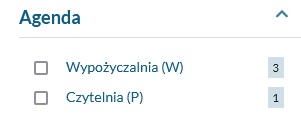 Agenda
Wypożyczalnia (W) 3
Czytelnia (P) 1